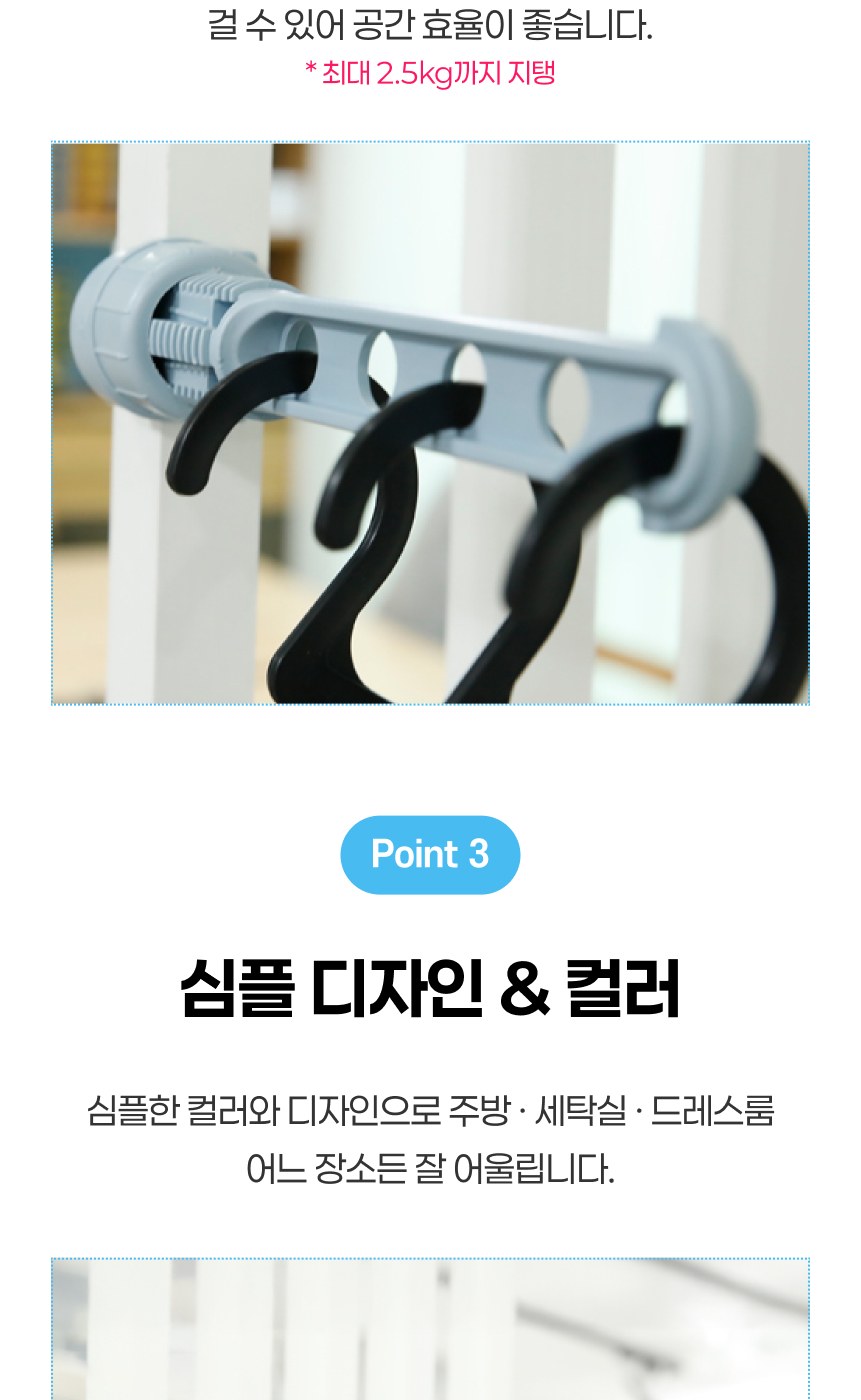 걸 수 있어 공간 효율이 좋습니다.
* 최대 2.5kg까지 지탱
Point 3
심플 디자인 & 컬러
심플한 컬러와 디자인으로 주방 · 세탁실 · 드레스룸
어느 장소든 잘 어울립니다.